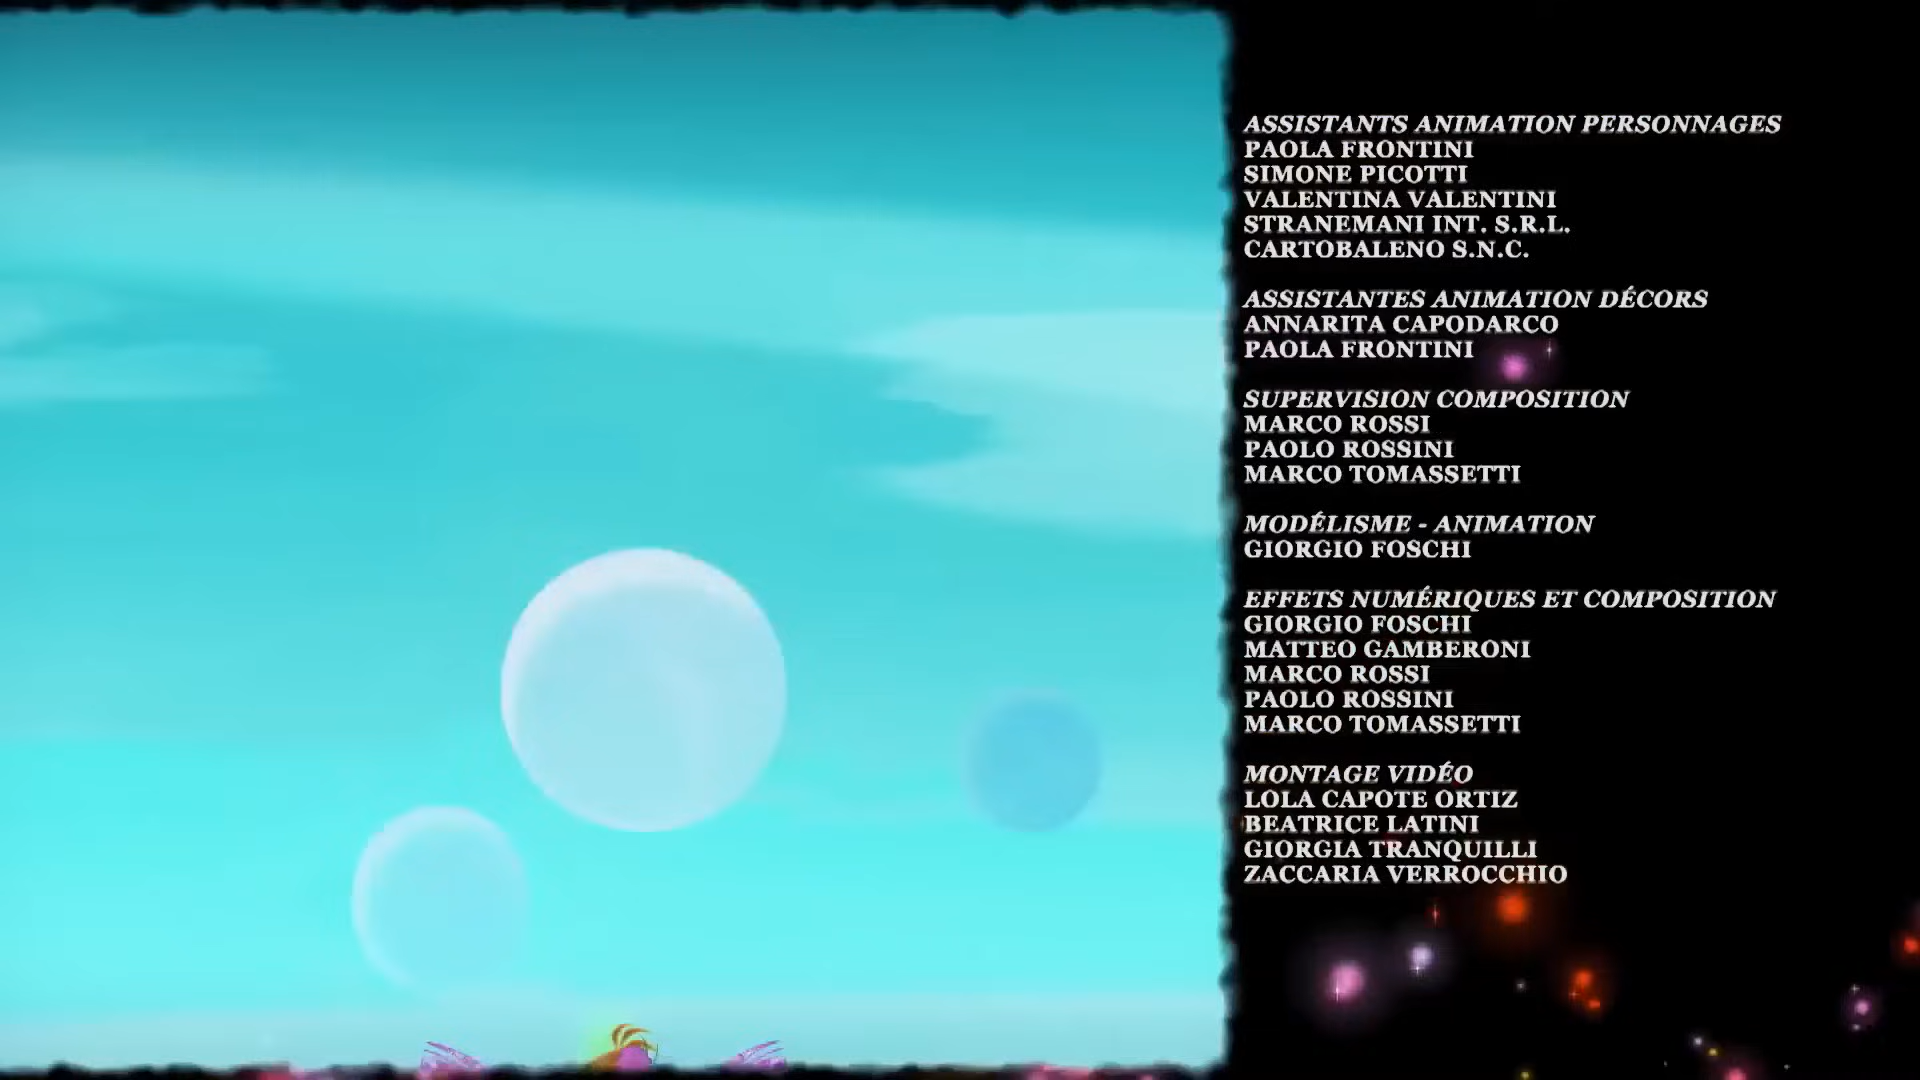 ASSISTANTS ANIMATION PERSONNAGES
PAOLA FRONTINI
SIMONE PICOTTI
VALENTINA VALENTINI
STRANEMANI INT. S.R.L.
CARTOBALENO S.N.C.
ASSISTANTES ANIMATION DÉCORS
ANNARITA CAPODARCO
PAOLA FRONTINI
SUPERVISION COMPOSITION
MARCO ROSSI
PAOLO ROSSINI
MARCO TOMASSETTI
MODÉLISME - ANIMATION
GIORGIO FOSCHI
EFFETS NUMÉRIQUES ET COMPOSITION
GIORGIO FOSCHI
MATTEO GAMBERONI
MARCO ROSSI
PAOLO ROSSINI
MARCO TOMASSETTI
MONTAGE VIDÉO
LOLA CAPOTE ORTIZ
BEATRICE LATINI
GIORGIA TRANQUILLI
ZACCARIA VERROCCHIO